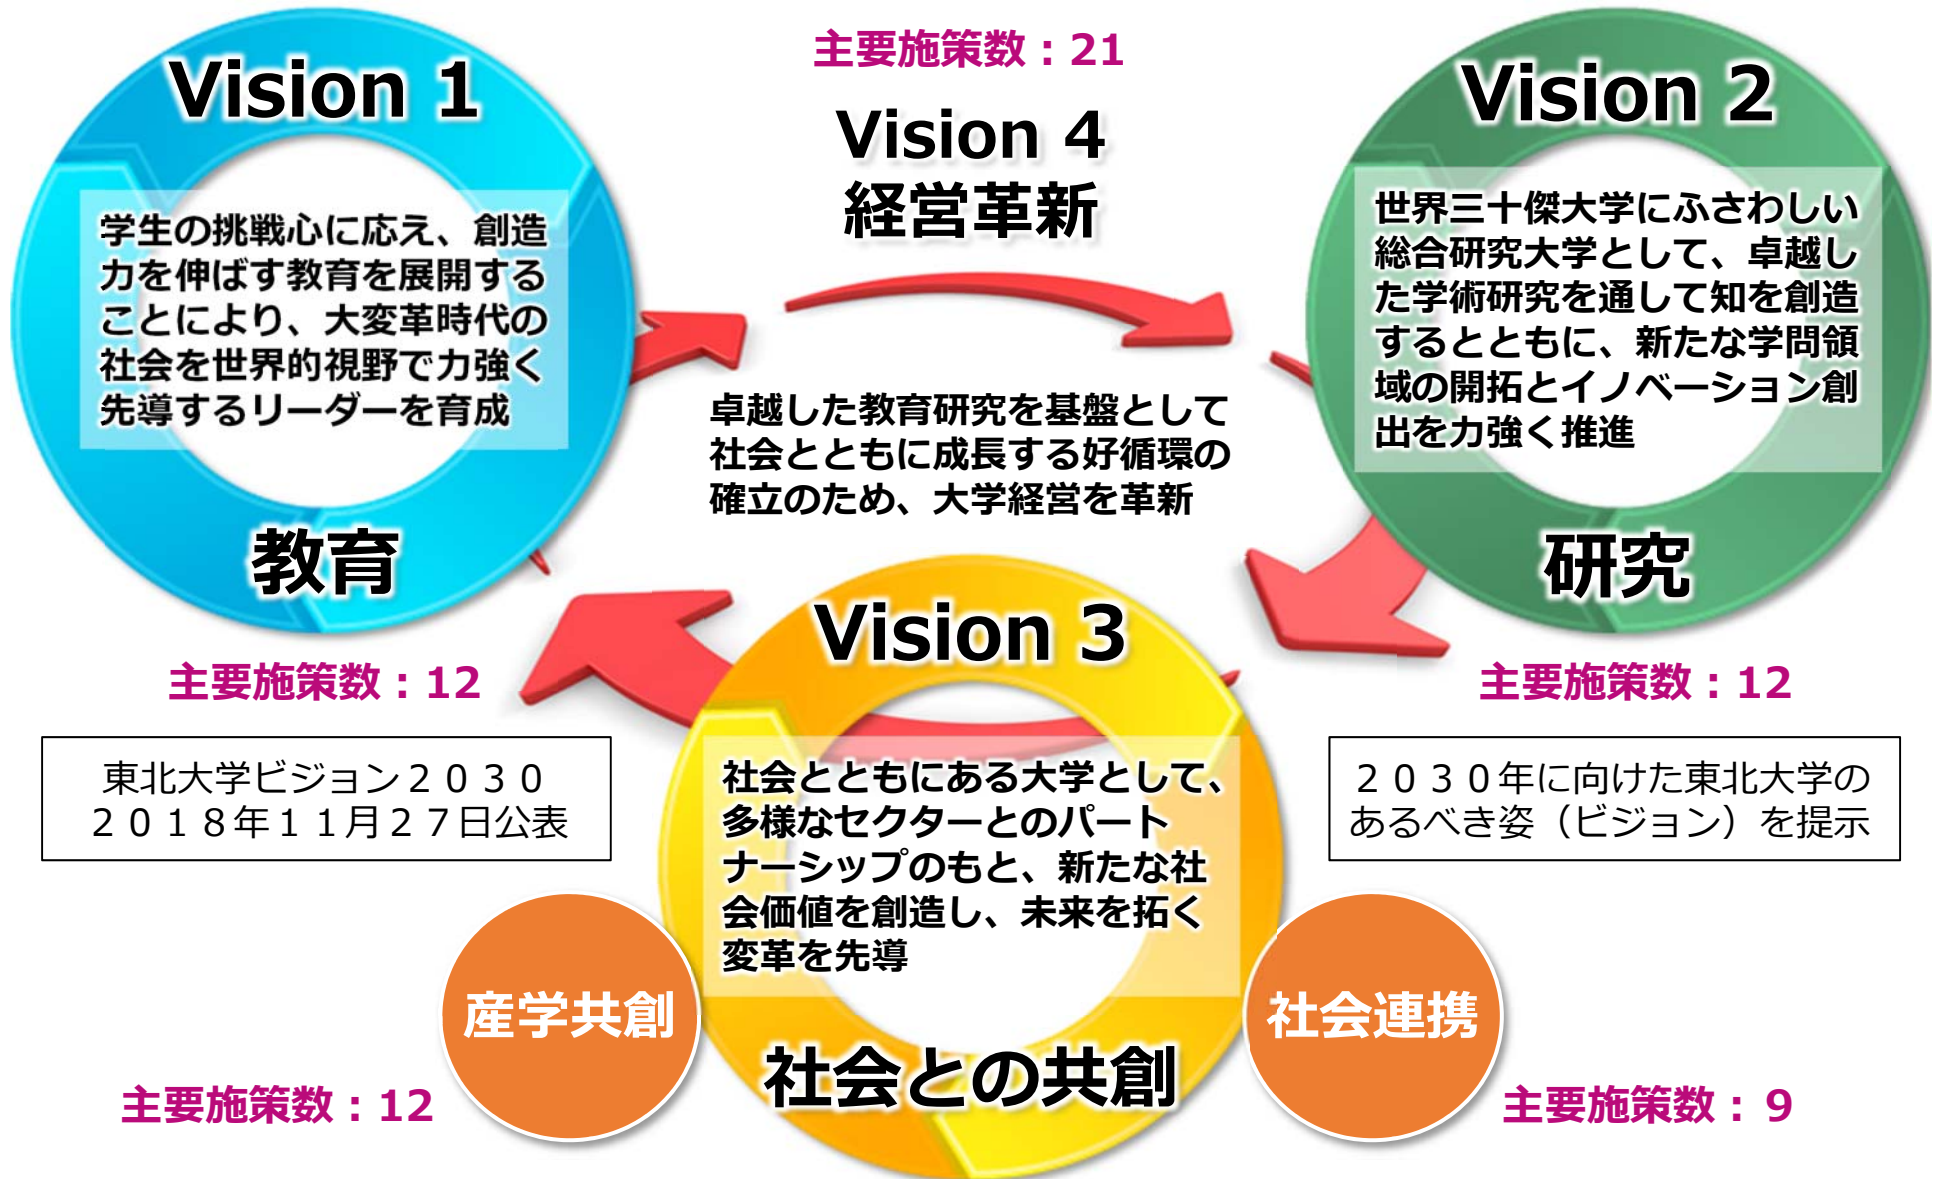 Vision 1
学生の挑戦心に応え、創造
力を伸ばす教育を展開する
ことにより、大変革時代の
社会を世界的視野で力強く
先導するリーダーを育成
教育
主要施策数：12
主要施策数：21
Vision 4
経営革新
卓越した教育研究を基盤として
社会とともに成長する好循環の
確立のため、大学経営を革新
Vision 2
世界三十傑大学にふさわしい
総合研究大学として、卓越し
た学術研究を通して知を創造
するとともに、新たな学問領
域の開拓とイノベーション創
出を力強く推進
研究
主要施策数：12
東北大学ビジョン２０３０
２０１８年１１月２７日公表
２０３０年に向けた東北大学の
あるべき姿（ビジョン）を提示
Vision 3
社会とともにある大学として、
多様なセクターとのパート
ナーシップのもと、新たな社
会価値を創造し、未来を拓く
変革を先導
社会との共創
産学共創
主要施策数：12
社会連携
主要施策数：9